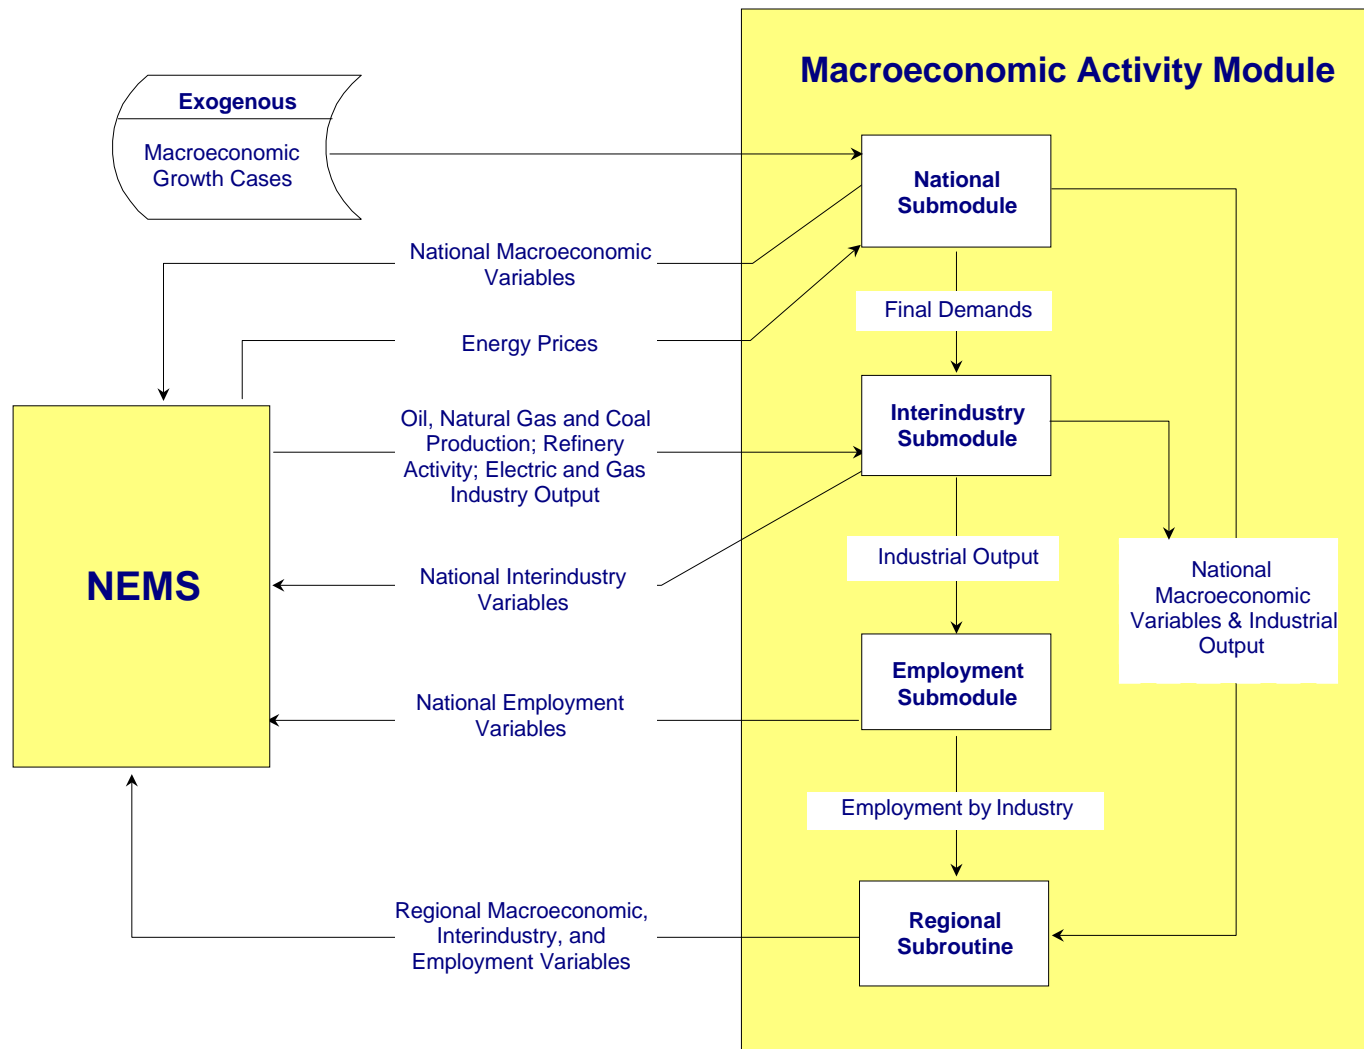 Macroeconomic Activity Module
Exogenous
Macroeconomic
Growth Cases
National
Submodule
National Macroeconomic
Variables
Final Demands
Energy Prices
Interindustry
Submodule
Oil, Natural Gas and Coal
Production; Refinery
Activity; Electric and Gas
Industry Output
NEMS
Industrial Output
National Interindustry
Variables
National
Macroeconomic
Variables & Industrial
Output
Employment
Submodule
National Employment
Variables
Employment by Industry
Regional Macroeconomic,
Interindustry, and
Employment Variables
Regional
Subroutine